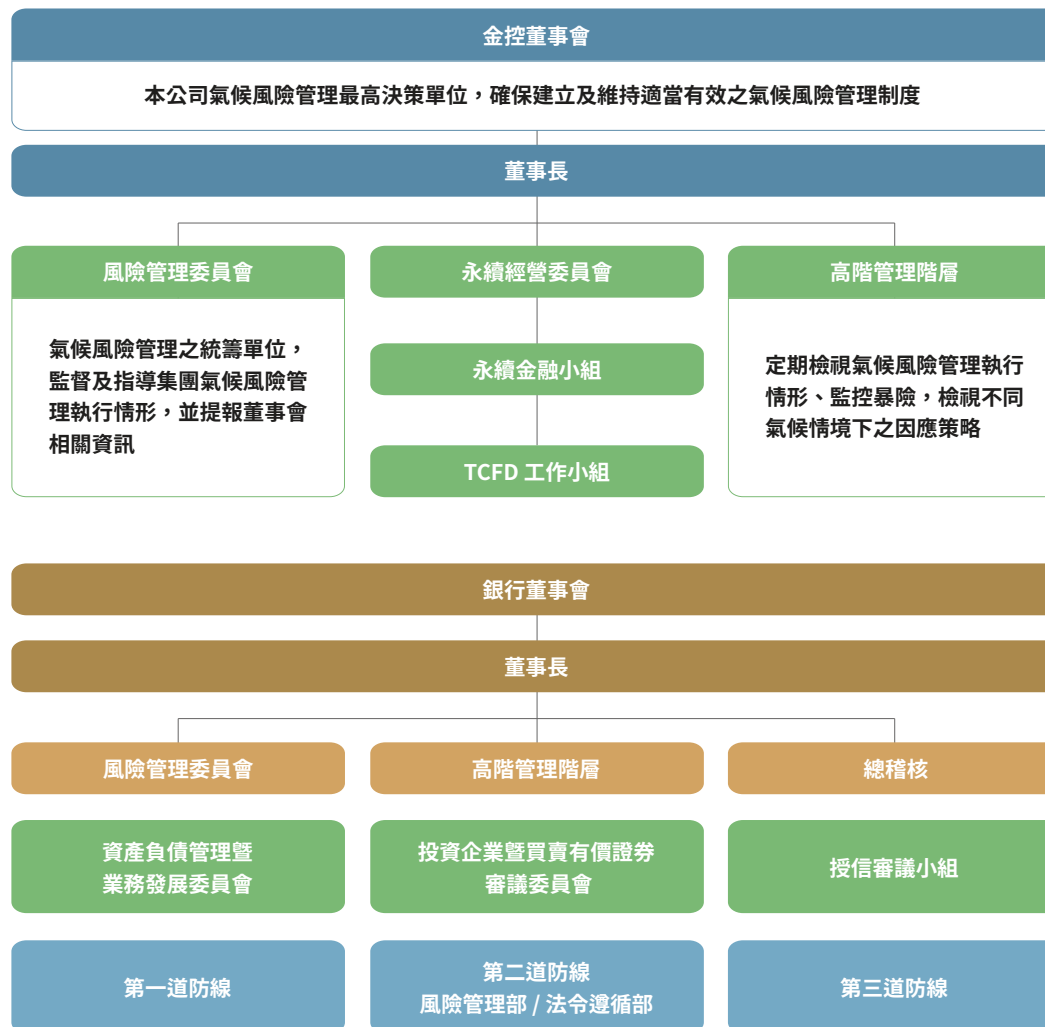 金控董事會
本公司氣候風險管理最高決策單位，確保建立及維持適當有效之氣候風險管理制度
董事長
風險管理委員會
氣候風險管理之統籌單位，
監督及指導集團氣候風險管
理執行情形，並提報董事會
相關資訊
永續經營委員會
永續金融小組
TCFD 工作小組
高階管理階層
定期檢視氣候風險管理執行
情形、監控暴險，檢視不同
氣候情境下之因應策略
銀行董事會
董事長
風險管理委員會
高階管理階層
總稽核
資產負債管理暨
業務發展委員會
投資企業暨買賣有價證券
審議委員會
授信審議小組
第一道防線
第二道防線
風險管理部 / 法令遵循部
第三道防線